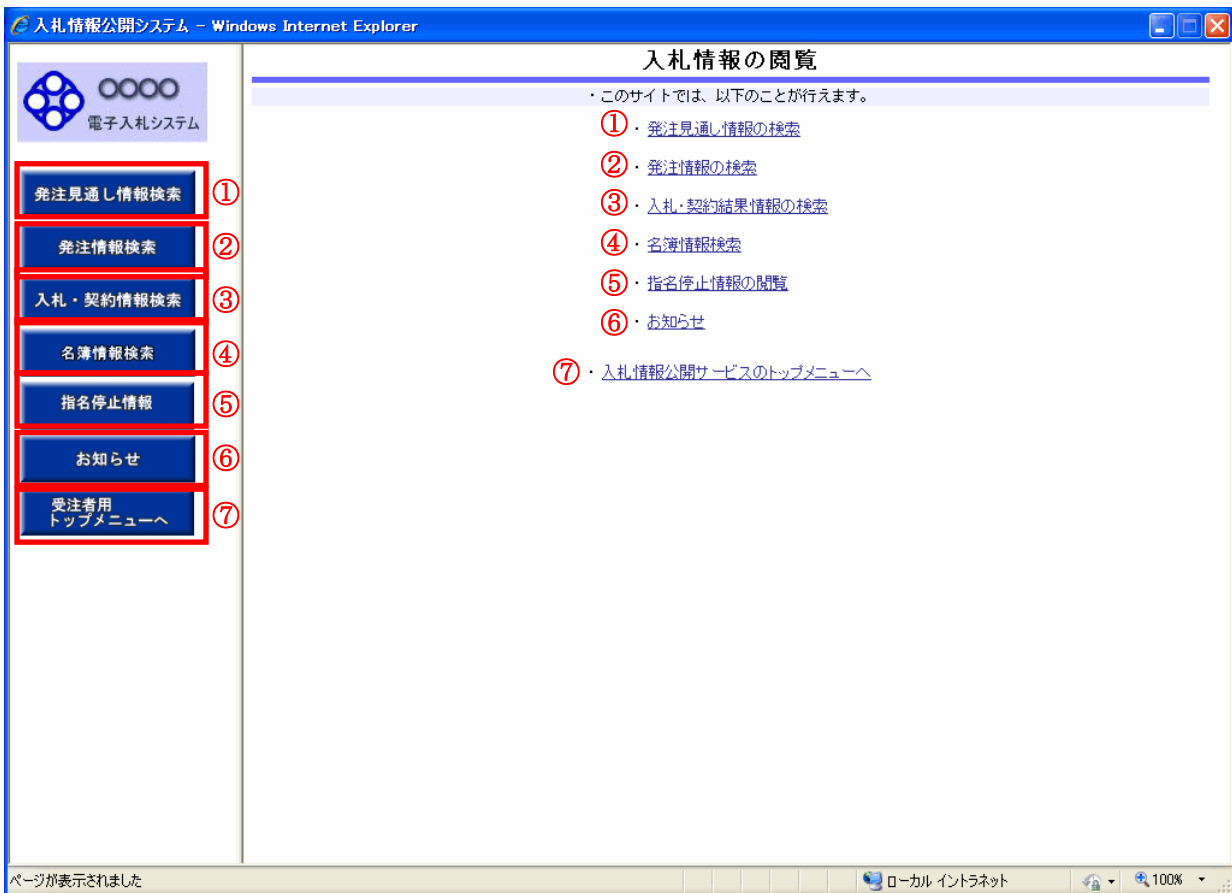 入札情報公開システム - Windows Internet Explorer
〇〇〇〇
電子入札システム
発注見通し情報検索 ①
発注情報検索 ②
入札・契約情報検索 ③
名簿情報検索 ④
指名停止情報 ⑤
お知らせ ⑥
受注者用
トップメニューへ ⑦
入札情報の閲覧
・このサイトでは、以下のことが行えます。
①・発注見通し情報の検索
②・発注情報の検索
③・入札・契約結果情報の検索
④・名簿情報検索
⑤・指名停止情報の閲覧
⑥・お知らせ
⑦・入札情報公開サービスのトップメニューへ
ページが表示されました
ローカル イントラネット
100%